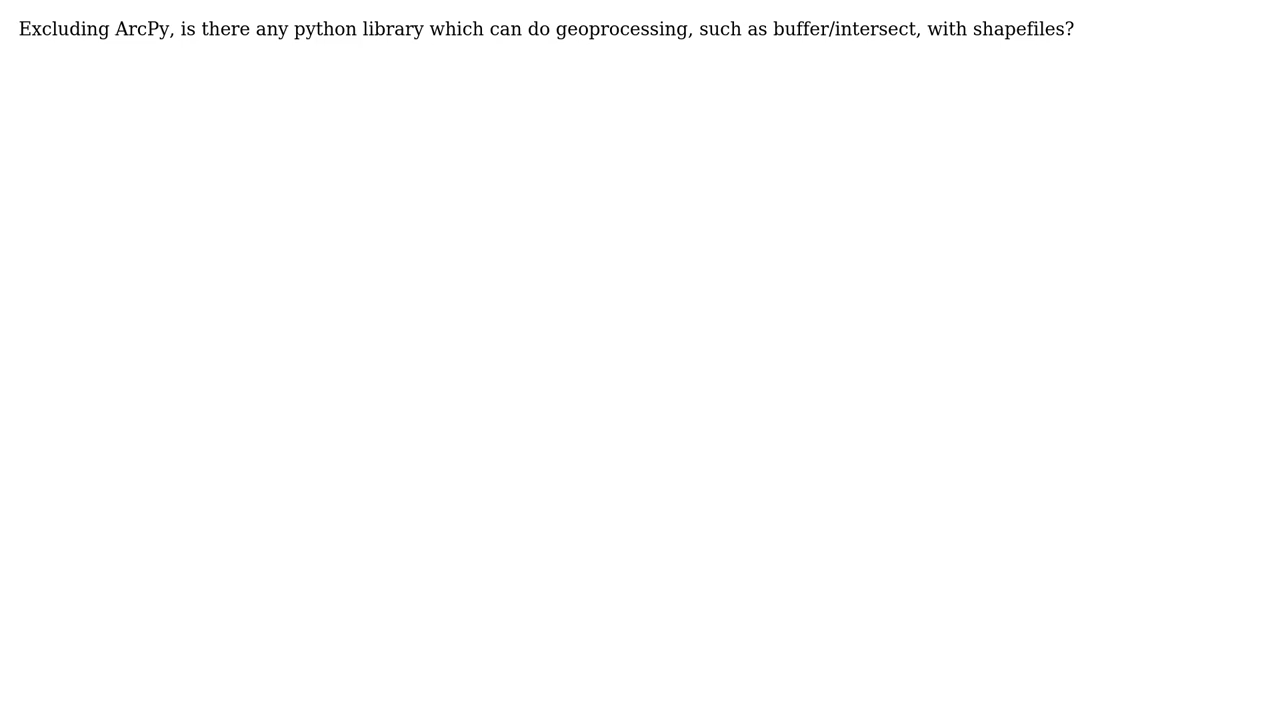 Excluding ArcPy, is there any python library which can do geoprocessing, such as buffer/intersect, with shapefiles?